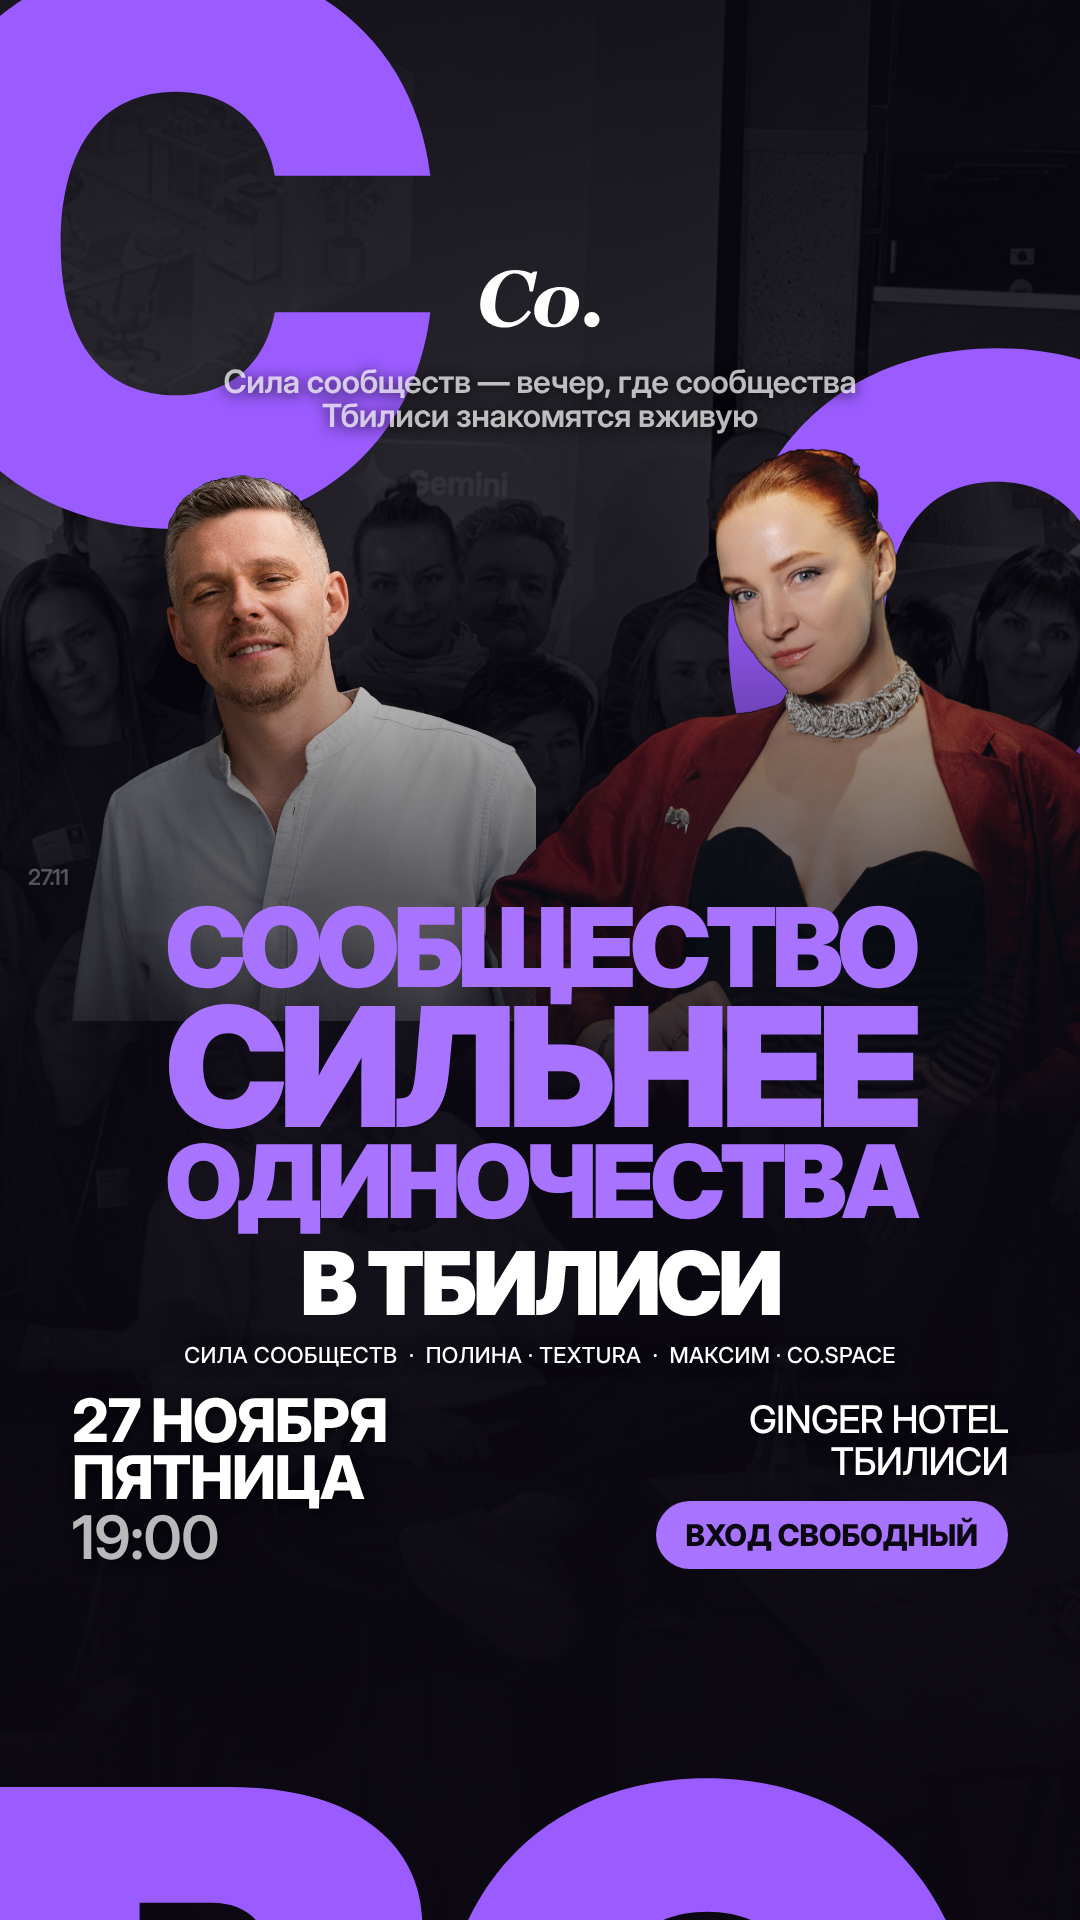 Co.
Сила сообществ — вечер, где сообщества
Тбилиси знакомятся вживую
Gemini
27.11
СООБЩЕСТВО
СИЛЬНЕЕ
ОДИНОЧЕСТВА
В ТБИЛИСИ
СИЛА СООБЩЕСТВ · ПОЛИНА · TEXTURA · МАКСИМ · CO.SPACE
27 НОЯБРЯ
ПЯТНИЦА
19:00
GINGER HOTEL
ТБИЛИСИ
ВХОД СВОБОДНЫЙ